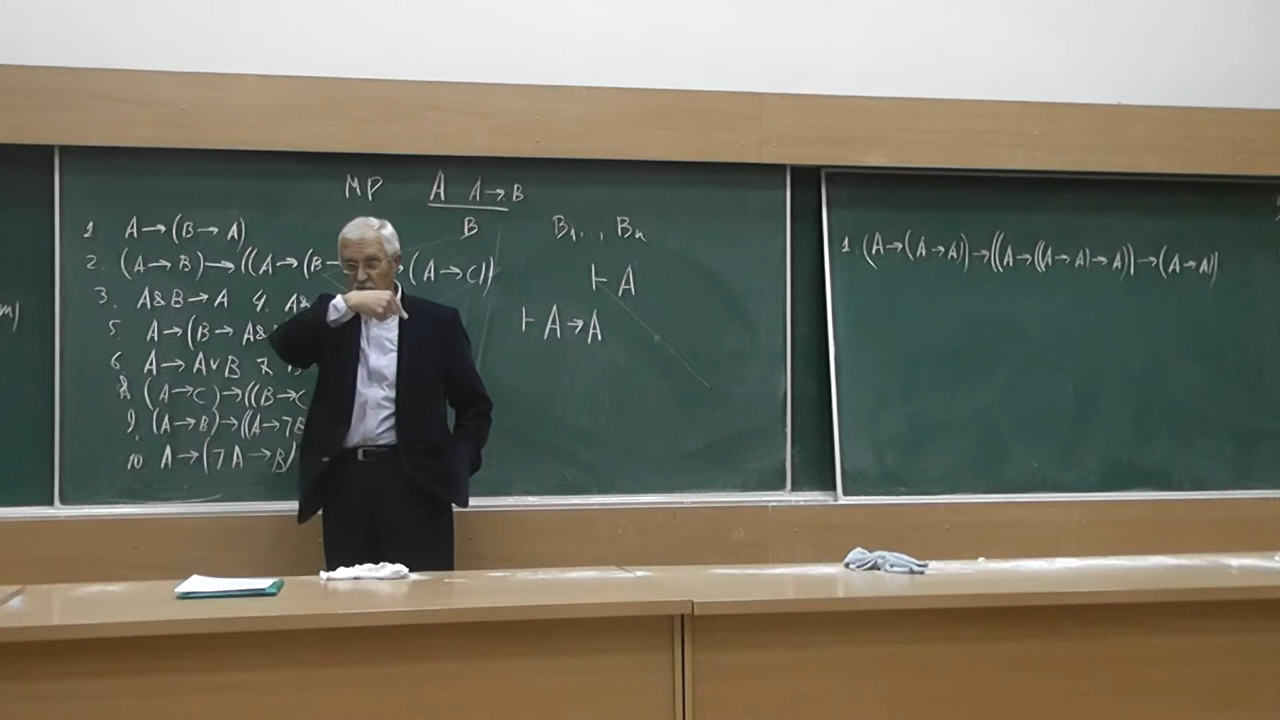 m)
MP A A→B
B
1 A→(B→A)
2. (A→B)→((A→(B→ (A→C))
3. A&B→A 4. A&
5. A→(B→A&
6. A→A∨B 7. B
8. (A→C)→((B→C
9. (A→B)→((A→¬B
10. A→(¬A→B)
B₁..., Bₙ
⊢ A
⊢ A→A
1. (A→(A→A))→((A→((A→A)→A))→(A→A))